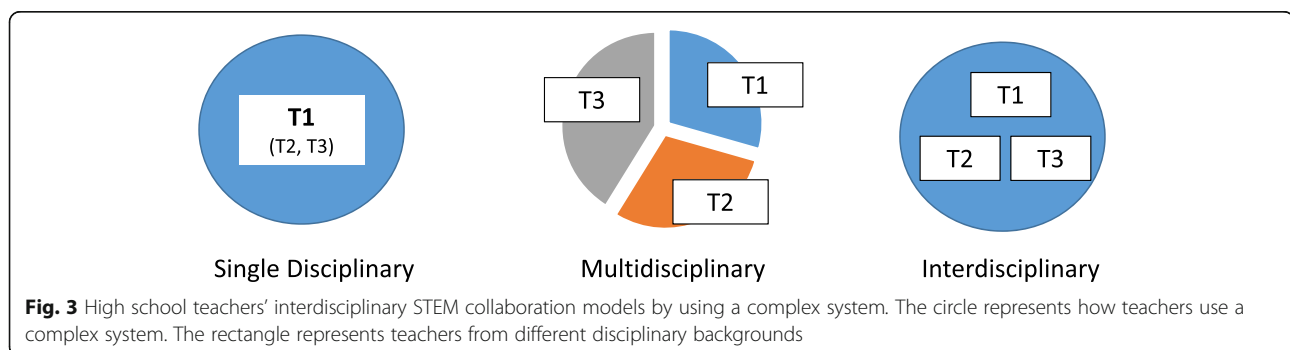 T1
(T2, T3)
T3
T1
T2
T1
T2 T3
Single Disciplinary
Multidisciplinary
Interdisciplinary
Fig. 3 High school teachers’ interdisciplinary STEM collaboration models by using a complex system. The circle represents how teachers use a
complex system. The rectangle represents teachers from different disciplinary backgrounds